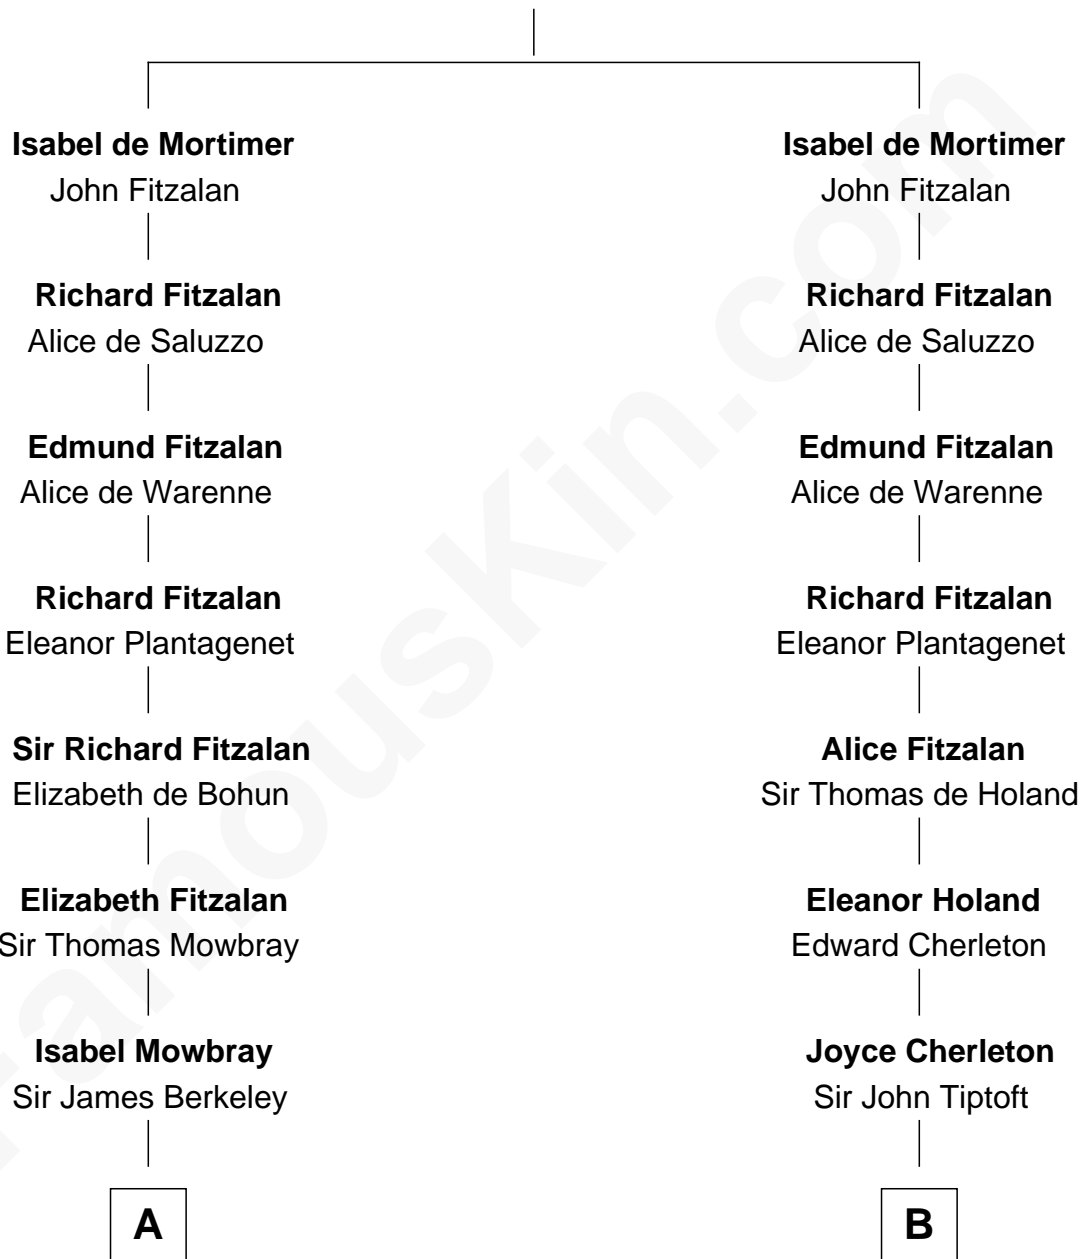 Isabel de Mortimer
John Fitzalan
Richard Fitzalan
Alice de Saluzzo
Edmund Fitzalan
Alice de Warenne
Richard Fitzalan
Eleanor Plantagenet
Sir Richard Fitzalan
Elizabeth de Bohun
Elizabeth Fitzalan
Sir Thomas Mowbray
Isabel Mowbray
Sir James Berkeley
A
Isabel de Mortimer
John Fitzalan
Richard Fitzalan
Alice de Saluzzo
Edmund Fitzalan
Alice de Warenne
Richard Fitzalan
Eleanor Plantagenet
Alice Fitzalan
Sir Thomas de Holand
Eleanor Holand
Edward Cherleton
Joyce Cherleton
Sir John Tiptoft
B
FamousKin.com